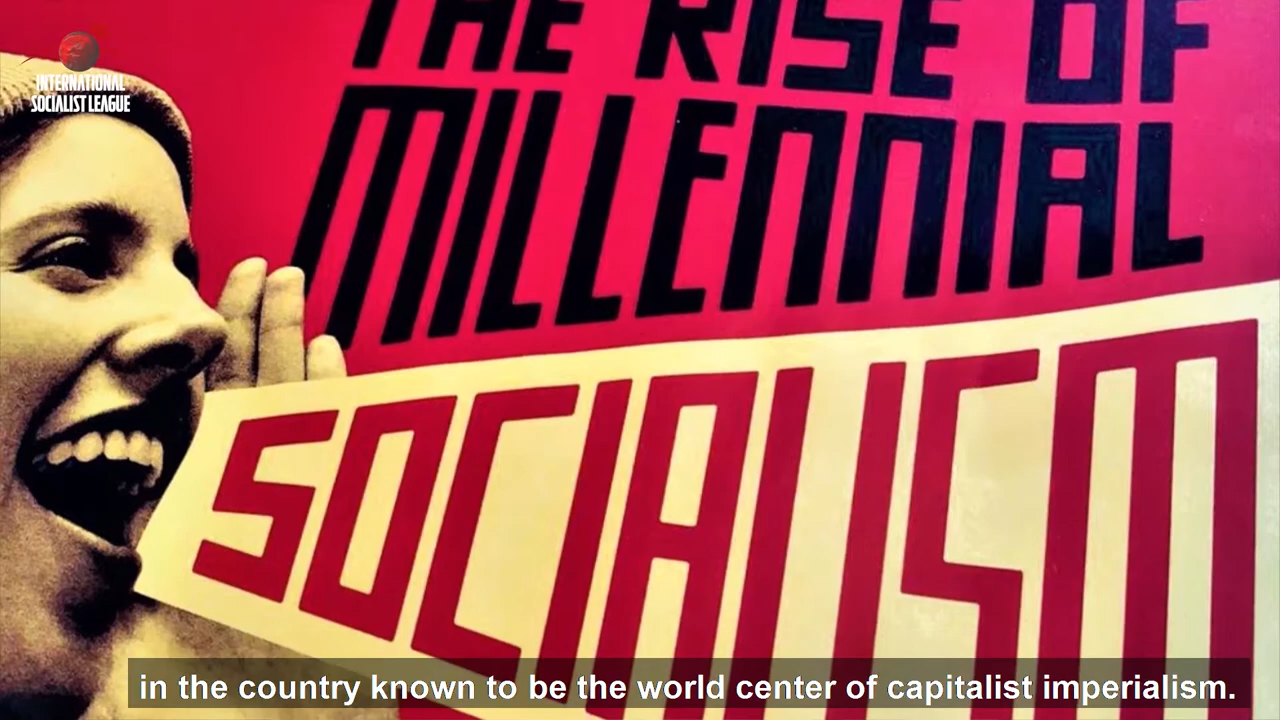 INTERNATIONAL
SOCIALIST LEAGUE
THE RISE OF
MILLENNIAL
SOCIALISM
in the country known to be the world center of capitalist imperialism.